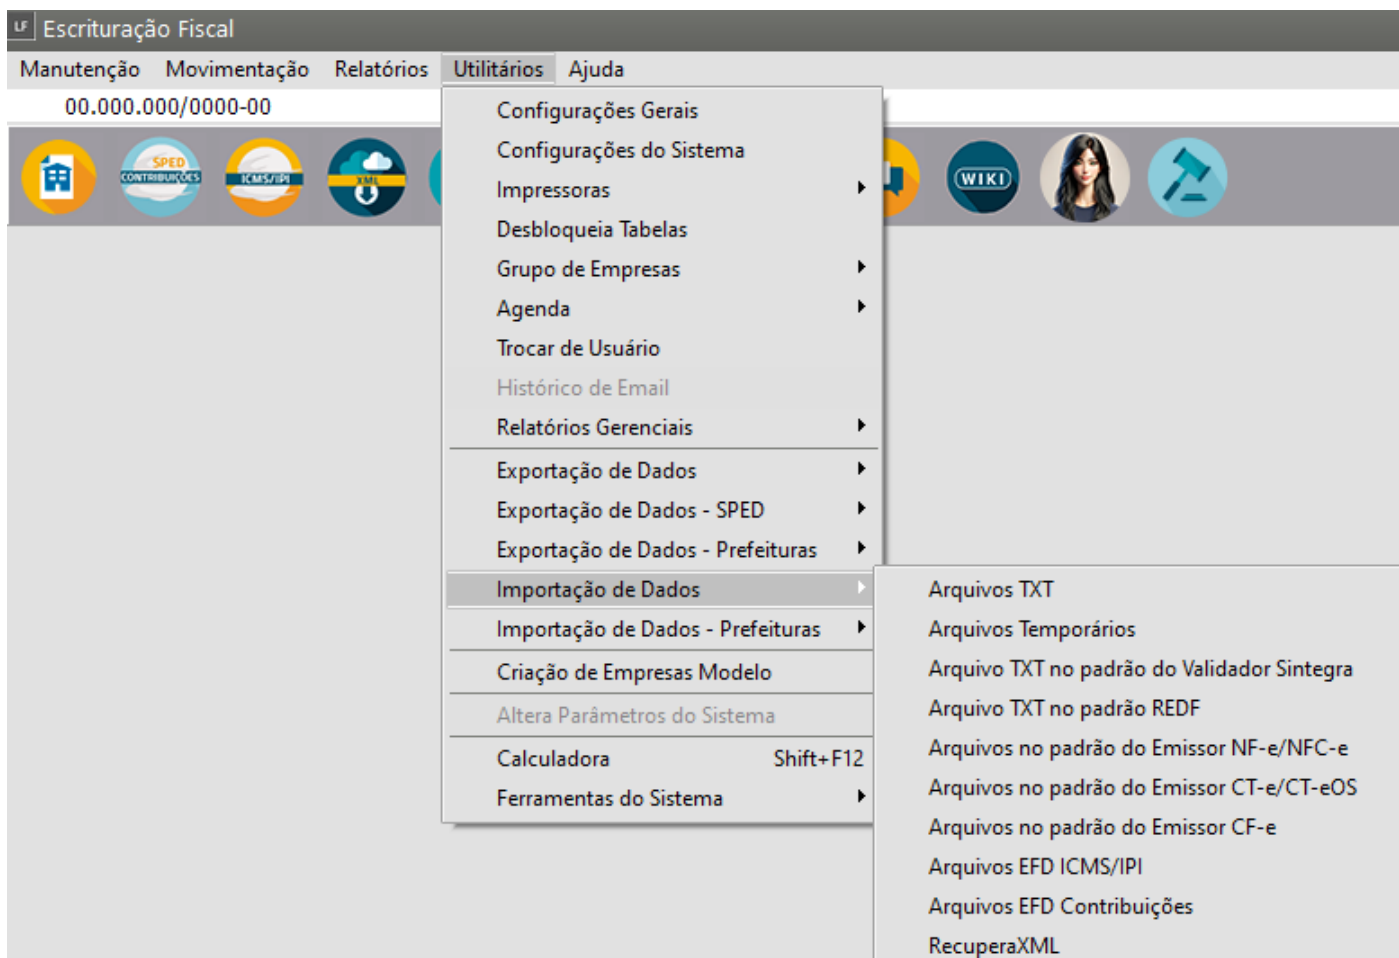 LF Escrituração Fiscal
Manutenção Movimentação Relatórios Utilitários Ajuda
00.000.000/0000-00
SPED
CONTRIBUIÇÕES
ICMS/IPI
XML
WIKI
Configurações Gerais
Configurações do Sistema
Impressoras
Desbloqueia Tabelas
Grupo de Empresas
Agenda
Trocar de Usuário
Histórico de Email
Relatórios Gerenciais
Exportação de Dados
Exportação de Dados - SPED
Exportação de Dados - Prefeituras
Importação de Dados
Importação de Dados - Prefeituras
Criação de Empresas Modelo
Altera Parâmetros do Sistema
Calculadora Shift+F12
Ferramentas do Sistema
Arquivos TXT
Arquivos Temporários
Arquivo TXT no padrão do Validador Sintegra
Arquivo TXT no padrão REDF
Arquivos no padrão do Emissor NF-e/NFC-e
Arquivos no padrão do Emissor CT-e/CT-eOS
Arquivos no padrão do Emissor CF-e
Arquivos EFD ICMS/IPI
Arquivos EFD Contribuições
RecuperaXML